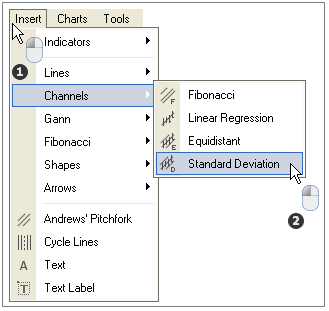 Insert Charts Tools
1
Indicators
Lines
Channels
Gann
Fibonacci
Shapes
Arrows
Andrews' Pitchfork
Cycle Lines
A Text
A Text Label
F Fibonacci
Linear Regression
E Equidistant
D Standard Deviation
2